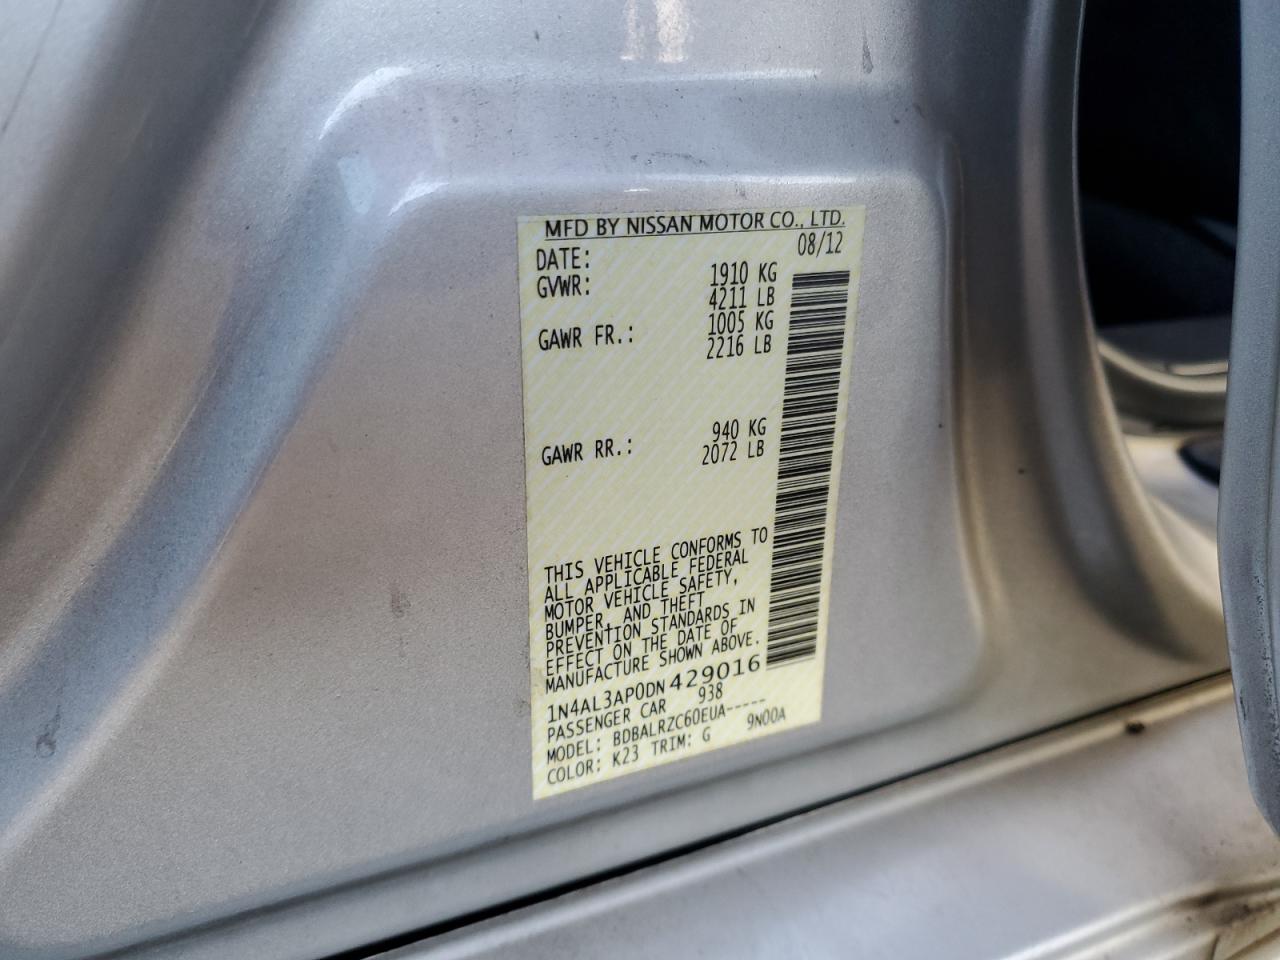 MFD BY NISSAN MOTOR CO., LTD.
DATE: 08/12
GVWR: 1910 KG
4211 LB
GAWR FR.: 1005 KG
2216 LB
GAWR RR.: 940 KG
2072 LB
THIS VEHICLE CONFORMS TO
ALL APPLICABLE FEDERAL
MOTOR VEHICLE SAFETY,
BUMPER, AND THEFT
PREVENTION STANDARDS IN
EFFECT ON THE DATE OF
MANUFACTURE SHOWN ABOVE.
1N4AL3AP0DN429016
PASSENGER CAR 938
MODEL: BDBALRZC60EUA-----
COLOR: K23 TRIM: G 9N00A